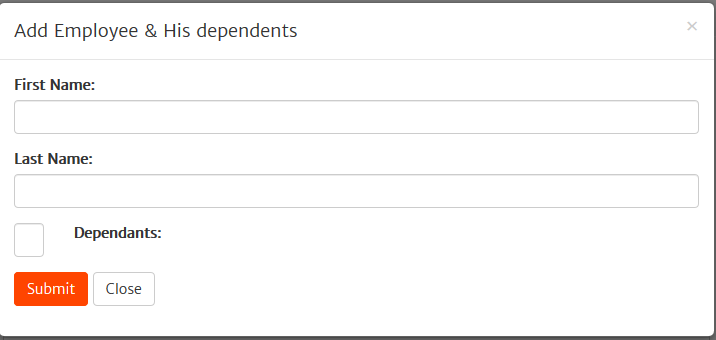 Add Employee & His dependents ×
First Name:
Last Name:
Dependants:
Submit Close